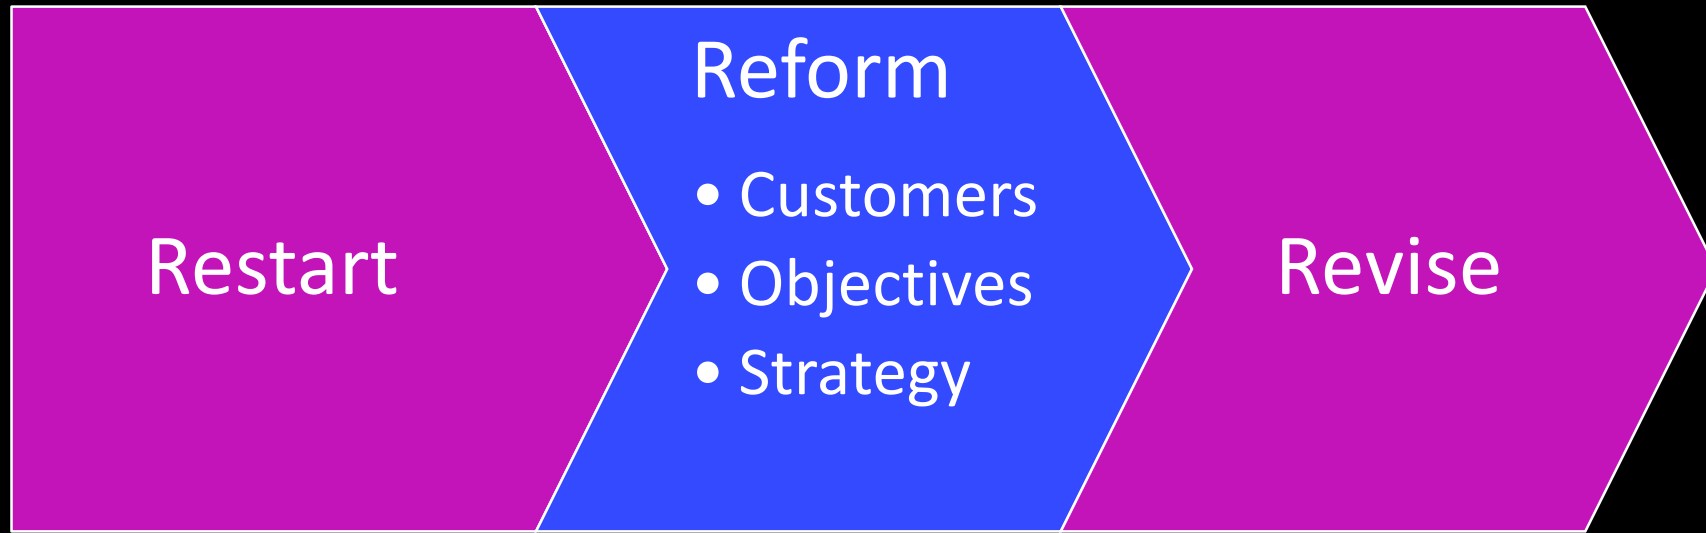 Restart
Reform
• Customers
• Objectives
• Strategy
Revise